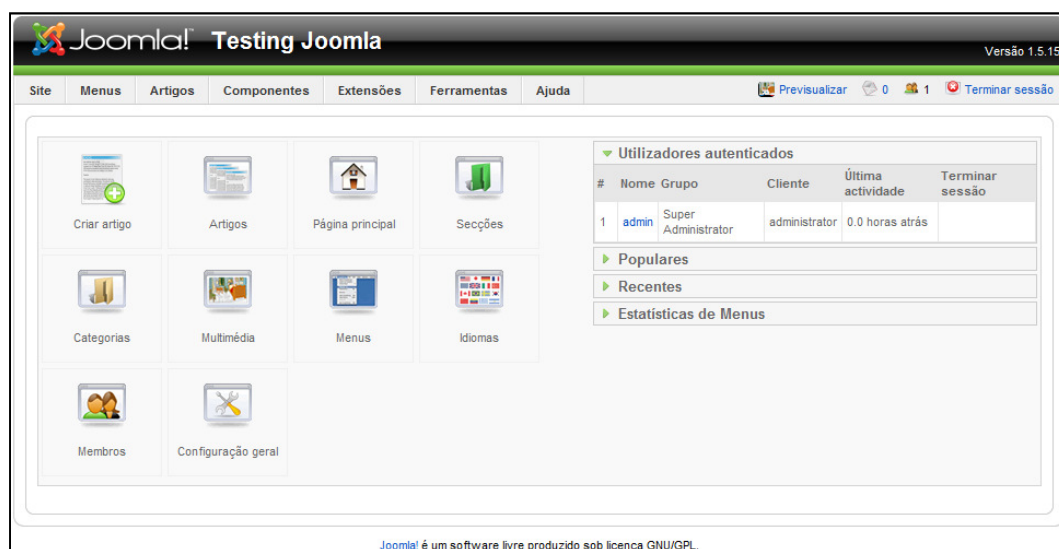 Joomla! Testing Joomla
Versão 1.5.15
Site Menus Artigos Componentes Extensões Ferramentas Ajuda Previsualizar 0 1 Terminar sessão
Criar artigo Artigos Página principal Secções
Categorias Multimédia Menus Idiomas
Membros Configuração geral
Utilizadores autenticados
# Nome Grupo Cliente Última actividade Terminar sessão
1 admin Super Administrator administrator 0.0 horas atrás
Populares
Recentes
Estatísticas de Menus
Joomla! é um software livre produzido sob licença GNU/GPL.